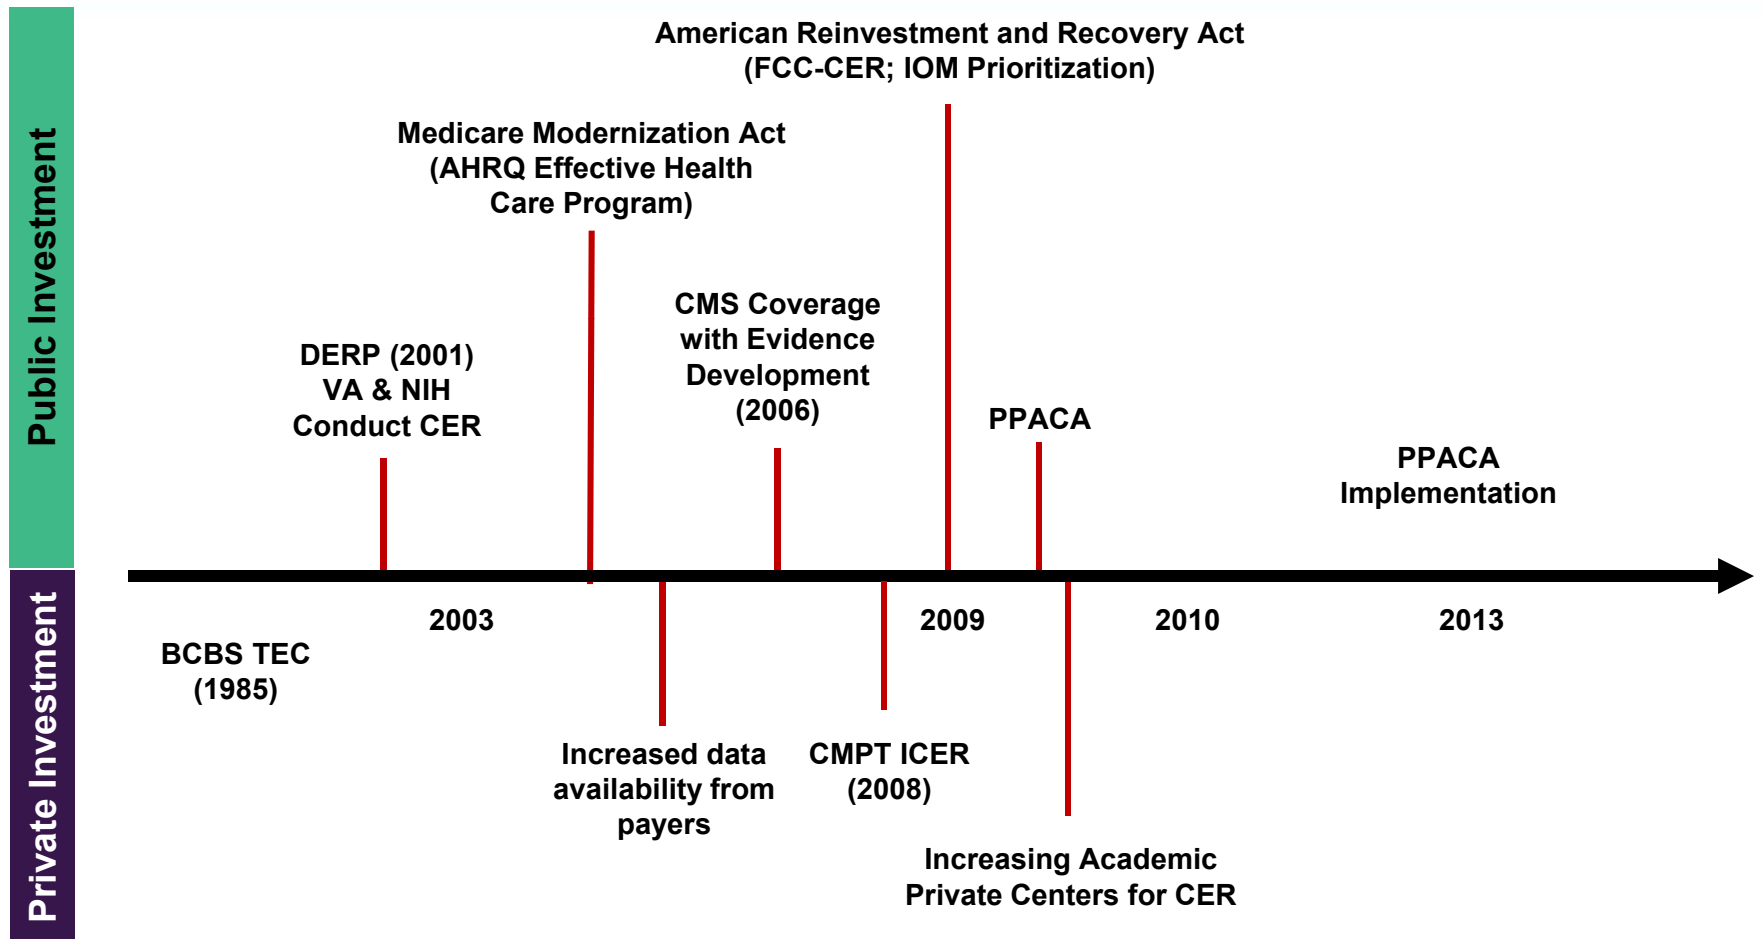 Public Investment
Private Investment
American Reinvestment and Recovery Act
(FCC-CER; IOM Prioritization)
Medicare Modernization Act
(AHRQ Effective Health
Care Program)
CMS Coverage
with Evidence
Development
(2006)
DERP (2001)
VA & NIH
Conduct CER
PPACA
PPACA
Implementation
2003
2009
2010
2013
BCBS TEC
(1985)
Increased data
availability from
payers
CMPT ICER
(2008)
Increasing Academic
Private Centers for CER